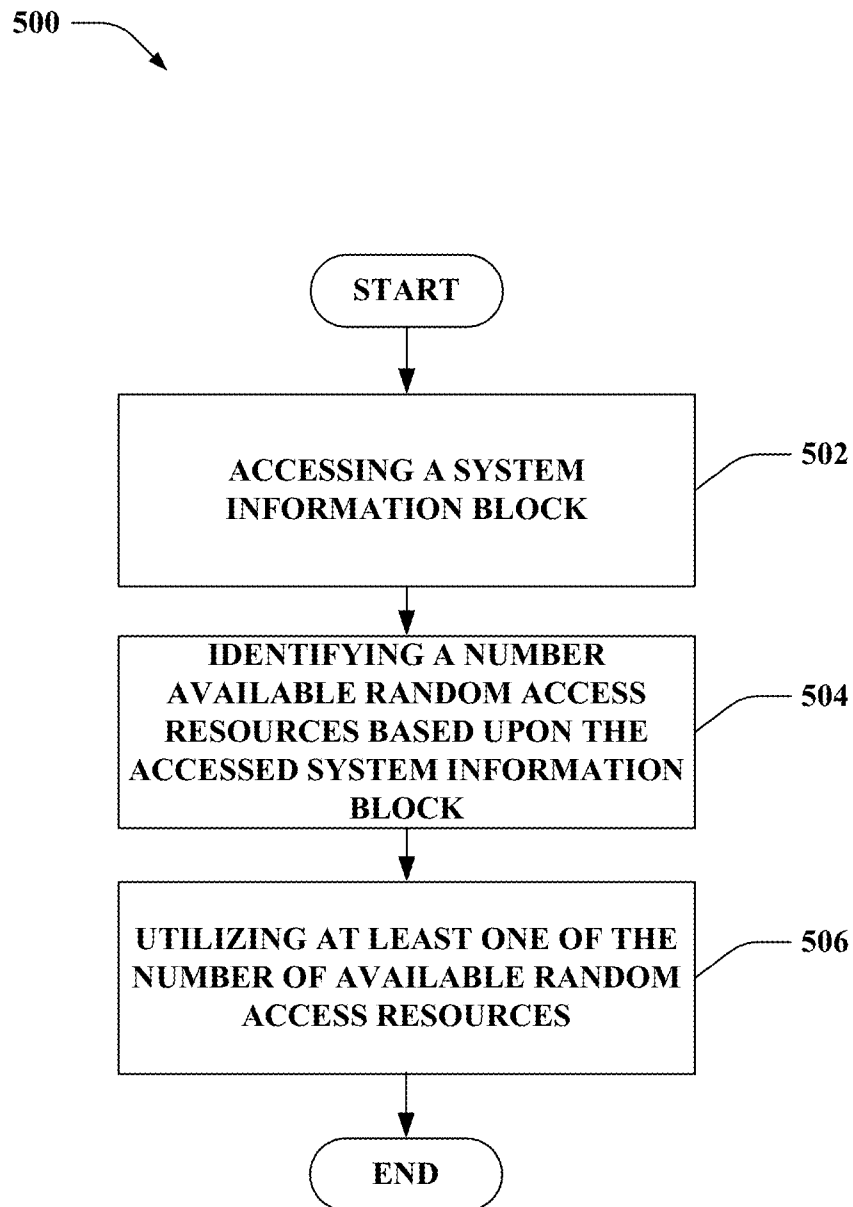 500
START
ACCESSING A SYSTEM
INFORMATION BLOCK
502
IDENTIFYING A NUMBER
AVAILABLE RANDOM ACCESS
RESOURCES BASED UPON THE
ACCESSED SYSTEM INFORMATION
BLOCK
504
UTILIZING AT LEAST ONE OF THE
NUMBER OF AVAILABLE RANDOM
ACCESS RESOURCES
506
END